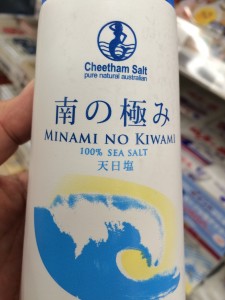 Cheetham Salt
pure natural australian
南の極み
MINAMI NO KIWAMI
100% SEA SALT
天日塩